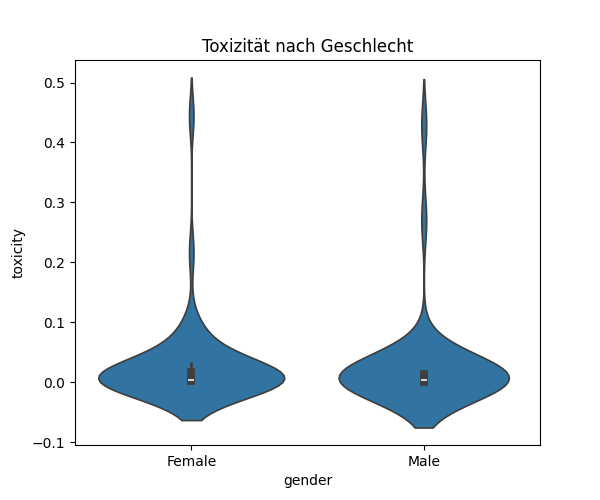 Toxizität nach Geschlecht
toxicity
0.5
0.4
0.3
0.2
0.1
0.0
−0.1
Female
Male
gender